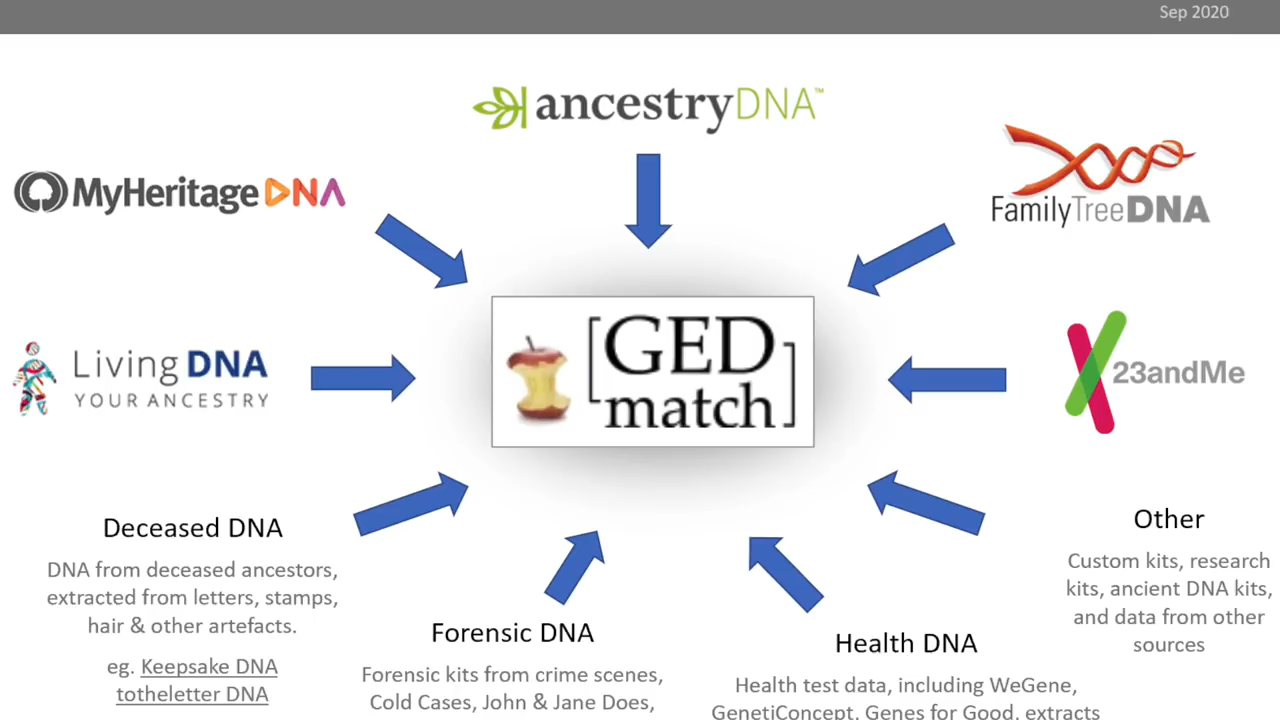 Sep 2020
ancestryDNA™
MyHeritage DNA
FamilyTreeDNA
Living DNA
YOUR ANCESTRY
[GED
match]
23andMe
Deceased DNA
DNA from deceased ancestors,
extracted from letters, stamps,
hair & other artefacts.
eg. Keepsake DNA
totheletter DNA
Forensic DNA
Forensic kits from crime scenes,
Cold Cases, John & Jane Does,
Health DNA
Health test data, including WeGene,
GenetiConcept, Genes for Good, extracts
Other
Custom kits, research
kits, ancient DNA kits,
and data from other
sources